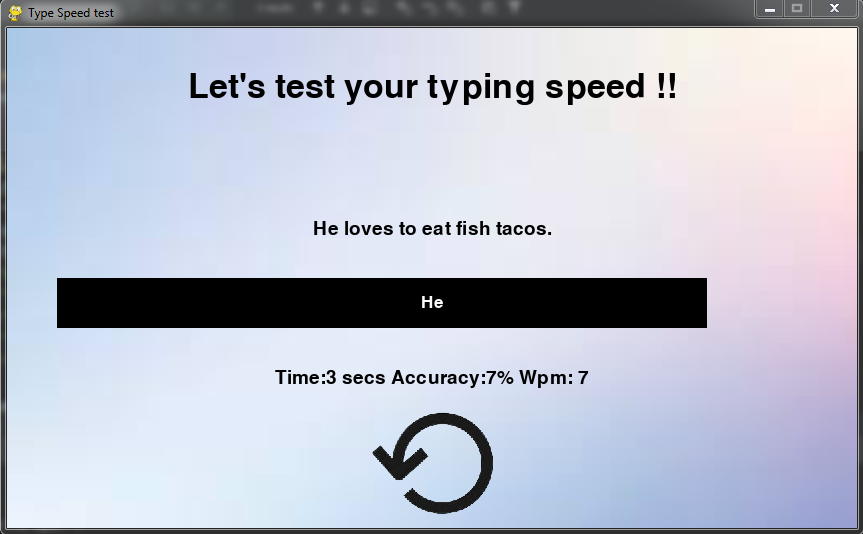 Type Speed test
Let's test your typing speed !!
He loves to eat fish tacos.
He
Time:3 secs Accuracy:7% Wpm: 7